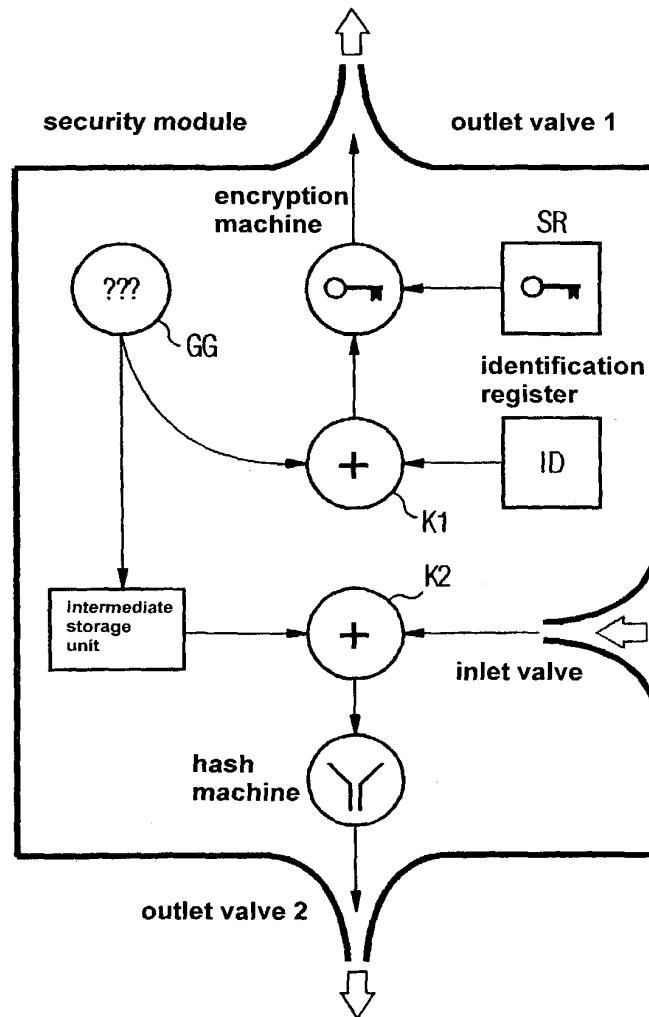 security module
outlet valve 1
encryption
machine
SR
???
GG
identification
register
ID
K1
K2
intermediate
storage
unit
inlet valve
hash
machine
outlet valve 2